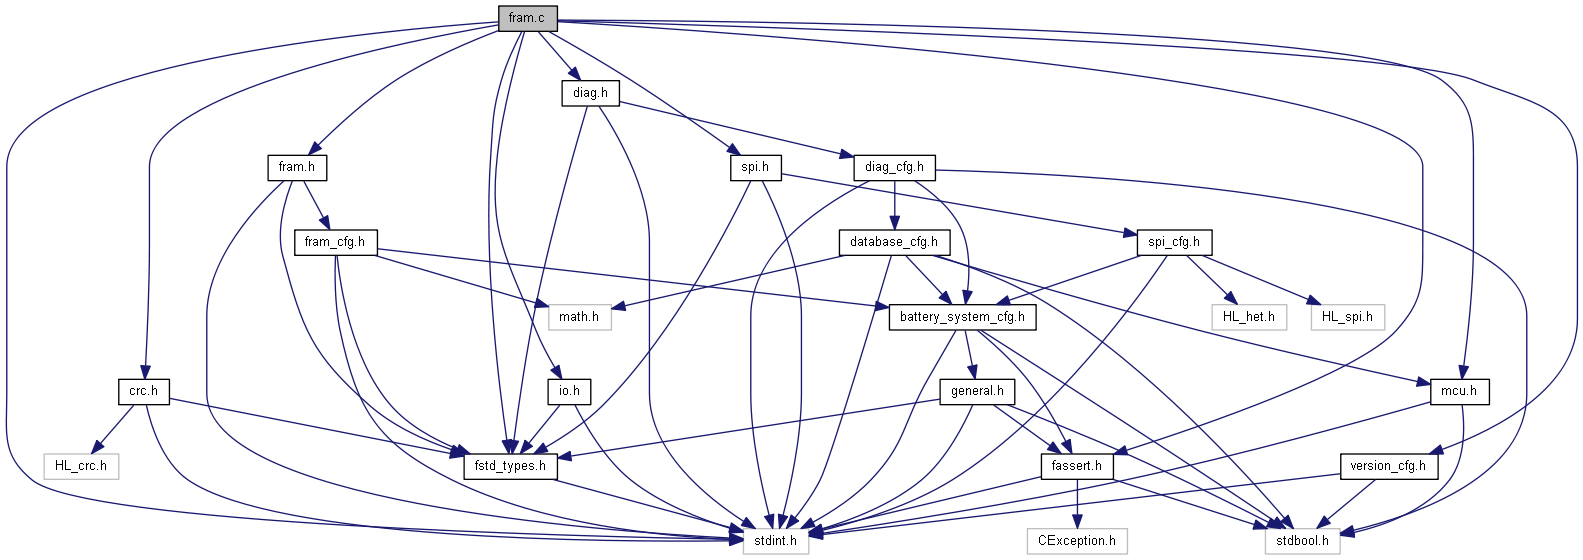 fram.c
diag.h
fram.h
spi.h
diag_cfg.h
fram_cfg.h
database_cfg.h
spi_cfg.h
math.h
battery_system_cfg.h
HL_het.h
HL_spi.h
crc.h
io.h
general.h
mcu.h
HL_crc.h
fstd_types.h
fassert.h
version_cfg.h
stdint.h
CException.h
stdbool.h